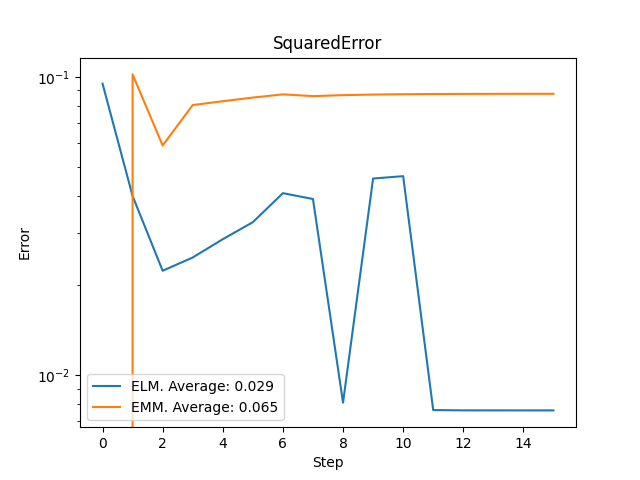 SquaredError
10⁻¹
10⁻²
Error
ELM. Average: 0.029
EMM. Average: 0.065
0 2 4 6 8 10 12 14
Step